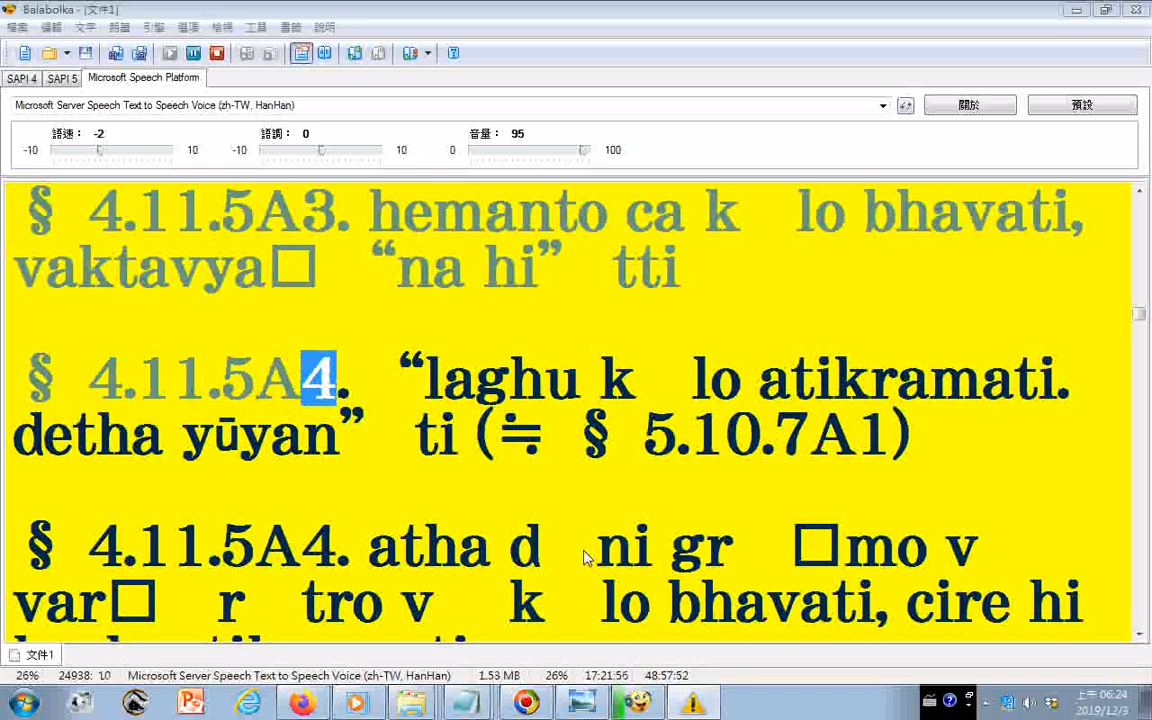 Balabolka - [文件1]
檔案 編輯 文字 朗讀 引擎 選項 檢視 工具 書籤 說明
SAPI 4 SAPI 5 Microsoft Speech Platform
Microsoft Server Speech Text to Speech Voice (zh-TW, HanHan) 關於 預設
語速： -2 語調： 0 音量： 95
-10 10 -10 10 0 100
§ 4.11.5A3. hemanto ca k lo bhavati,
vaktavya□ “na hi” tti
§ 4.11.5A4. “laghu k lo atikramati.
detha yūyan” ti (≒ § 5.10.7A1)
§ 4.11.5A4. atha d ni gr □mo v
var□ r tro v k lo bhavati, cire hi
文件1
26% 24938: 10 Microsoft Server Speech Text to Speech Voice (zh-TW, HanHan) 1.53 MB 26% 17:21:56 48:57:52
上午 06:24
2019/12/3